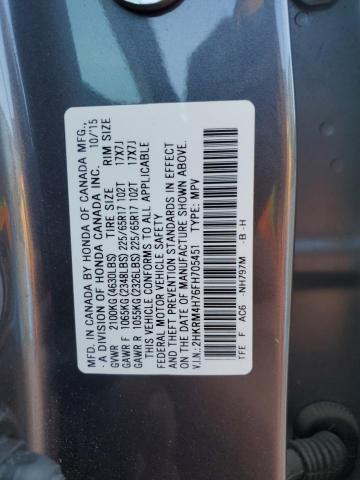 MFD. IN CANADA BY HONDA OF CANADA MFG.,
- A DIVISION OF HONDA CANADA INC. 10/15
GVWR 2100KG(4630LBS) TIRE SIZE RIM SIZE
GAWR F 1065KG(2348LBS) 225/65R17 102T 17X7J
GAWR R 1055KG(2326LBS) 225/65R17 102T 17X7J
THIS VEHICLE CONFORMS TO ALL APPLICABLE
FEDERAL MOTOR VEHICLE SAFETY
AND THEFT PREVENTION STANDARDS IN EFFECT
ON THE DATE OF MANUFACTURE SHOWN ABOVE.
V.I.N.: 2HKRM4H76FH705451 TYPE: MPV
TFE F AC6 -NH797M -B -H